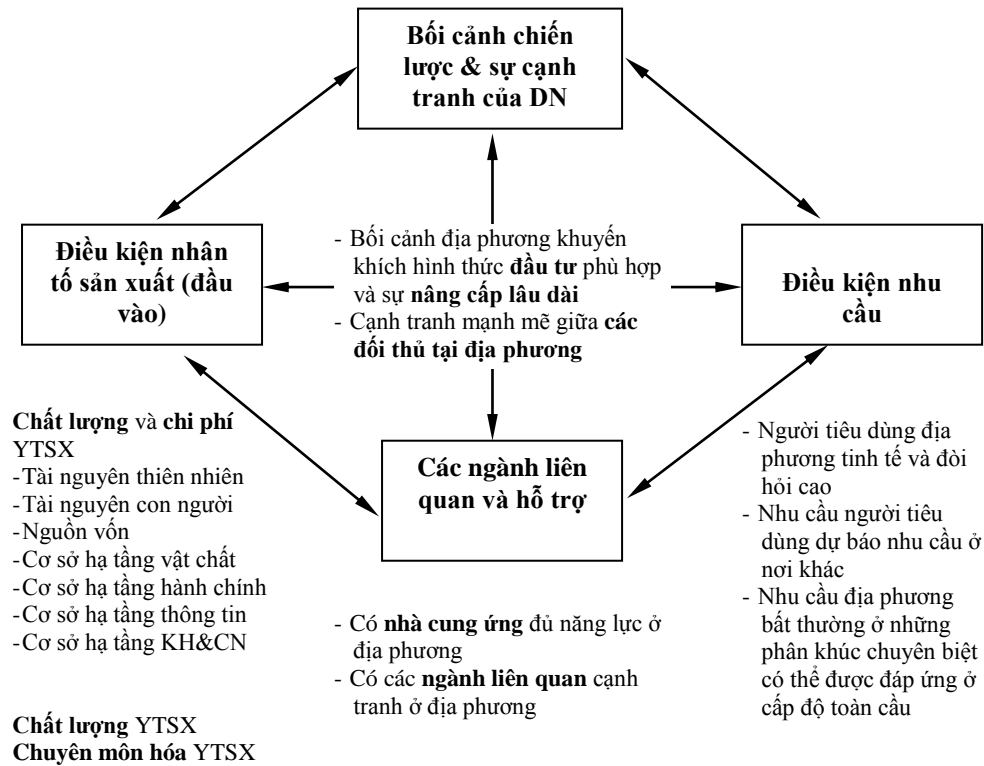 Bối cảnh chiến
lược & sự cạnh
tranh của DN
Điều kiện nhân
tố sản xuất (đầu
vào)
- Bối cảnh địa phương khuyến
khích hình thức đầu tư phù hợp
và sự nâng cấp lâu dài
- Cạnh tranh mạnh mẽ giữa các
đối thủ tại địa phương
Điều kiện nhu
cầu
Chất lượng và chi phí
YTSX
-Tài nguyên thiên nhiên
-Tài nguyên con người
-Nguồn vốn
-Cơ sở hạ tầng vật chất
-Cơ sở hạ tầng hành chính
-Cơ sở hạ tầng thông tin
-Cơ sở hạ tầng KH&CN
Chất lượng YTSX
Chuyên môn hóa YTSX
Các ngành liên
quan và hỗ trợ
- Có nhà cung ứng đủ năng lực ở
địa phương
- Có các ngành liên quan cạnh
tranh ở địa phương
- Người tiêu dùng địa
phương tinh tế và đòi
hỏi cao
- Nhu cầu người tiêu
dùng dự báo nhu cầu ở
nơi khác
- Nhu cầu địa phương
bất thường ở những
phân khúc chuyên biệt
có thể được đáp ứng ở
cấp độ toàn cầu